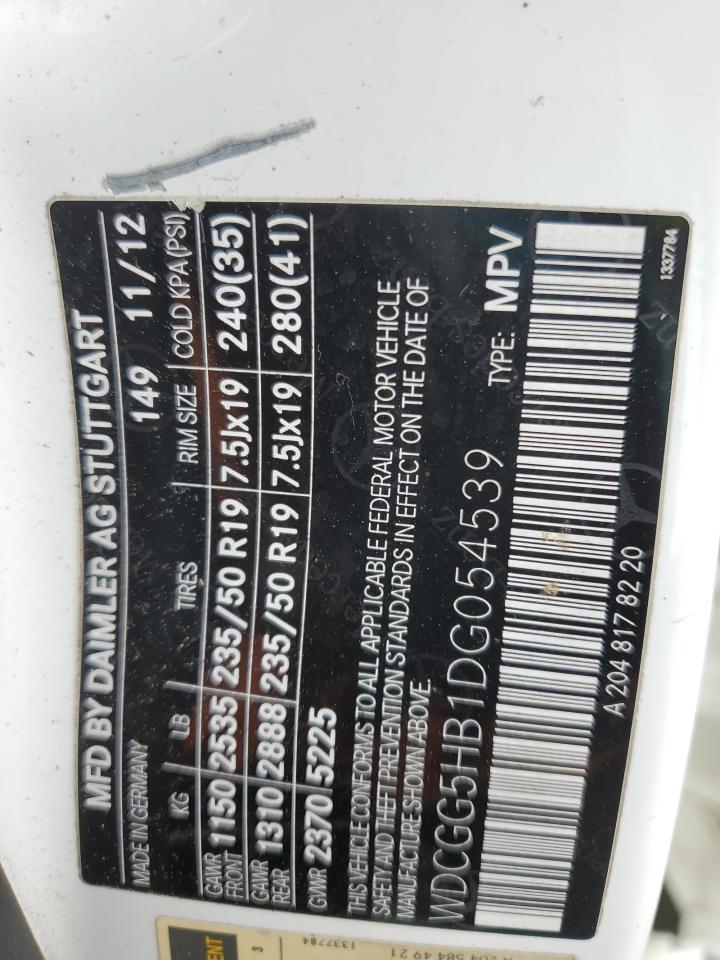 MFD BY DAIMLER AG STUTTGART
MADE IN GERMANY 149 11/12
KG LB TIRES RIM SIZE COLD KPA(PSI)
GAWR FRONT 1150 2535 235/50 R19 7.5Jx19 240(35)
GAWR REAR 1310 2888 235/50 R19 7.5Jx19 280(41)
GVWR 2370 5225
THIS VEHICLE CONFORMS TO ALL APPLICABLE FEDERAL MOTOR VEHICLE
SAFETY AND THEFT PREVENTION STANDARDS IN EFFECT ON THE DATE OF
MANUFACTURE SHOWN ABOVE.
WDCGG5HB1DG054539 TYPE: MPV
A 204 817 82 20
1337784
3
1337784
A 204 584 49 21